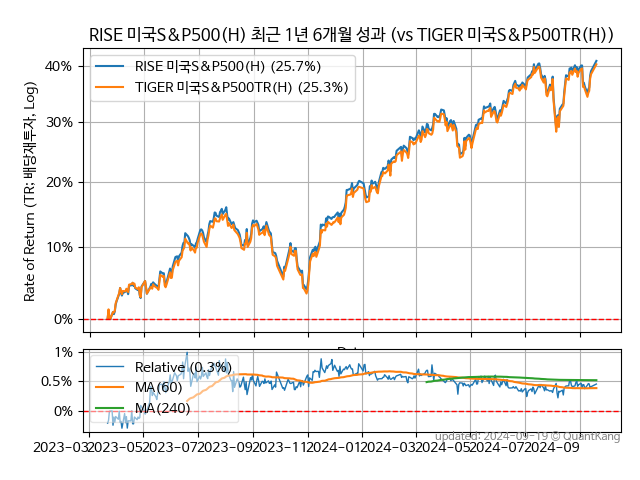 RISE 미국S&P500(H) 최근 1년 6개월 성과 (vs TIGER 미국S&P500TR(H))
RISE 미국S&P500(H) (25.7%)
TIGER 미국S&P500TR(H) (25.3%)
Rate of Return (TR: 배당재투자, Log)
40%
30%
20%
10%
0%
1%
0.5%
0%
Relative (0.3%)
MA(60)
MA(240)
updated: 2024-09-19 © QuantKang
2023-03
2023-05
2023-07
2023-09
2023-11
2024-01
2024-03
2024-05
2024-07
2024-09